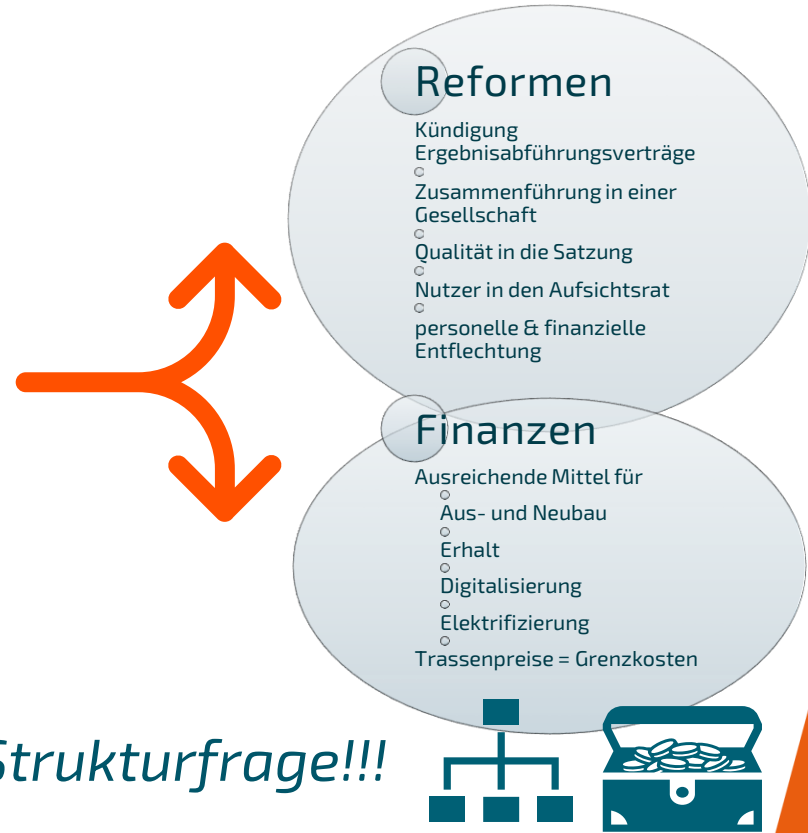 Reformen
Kündigung
Ergebnisabführungsverträge
Zusammenführung in einer
Gesellschaft
Qualität in die Satzung
Nutzer in den Aufsichtsrat
personelle & finanzielle
Entflechtung
Finanzen
Ausreichende Mittel für
Aus- und Neubau
Erhalt
Digitalisierung
Elektrifizierung
Trassenpreise = Grenzkosten
Strukturfrage!!!